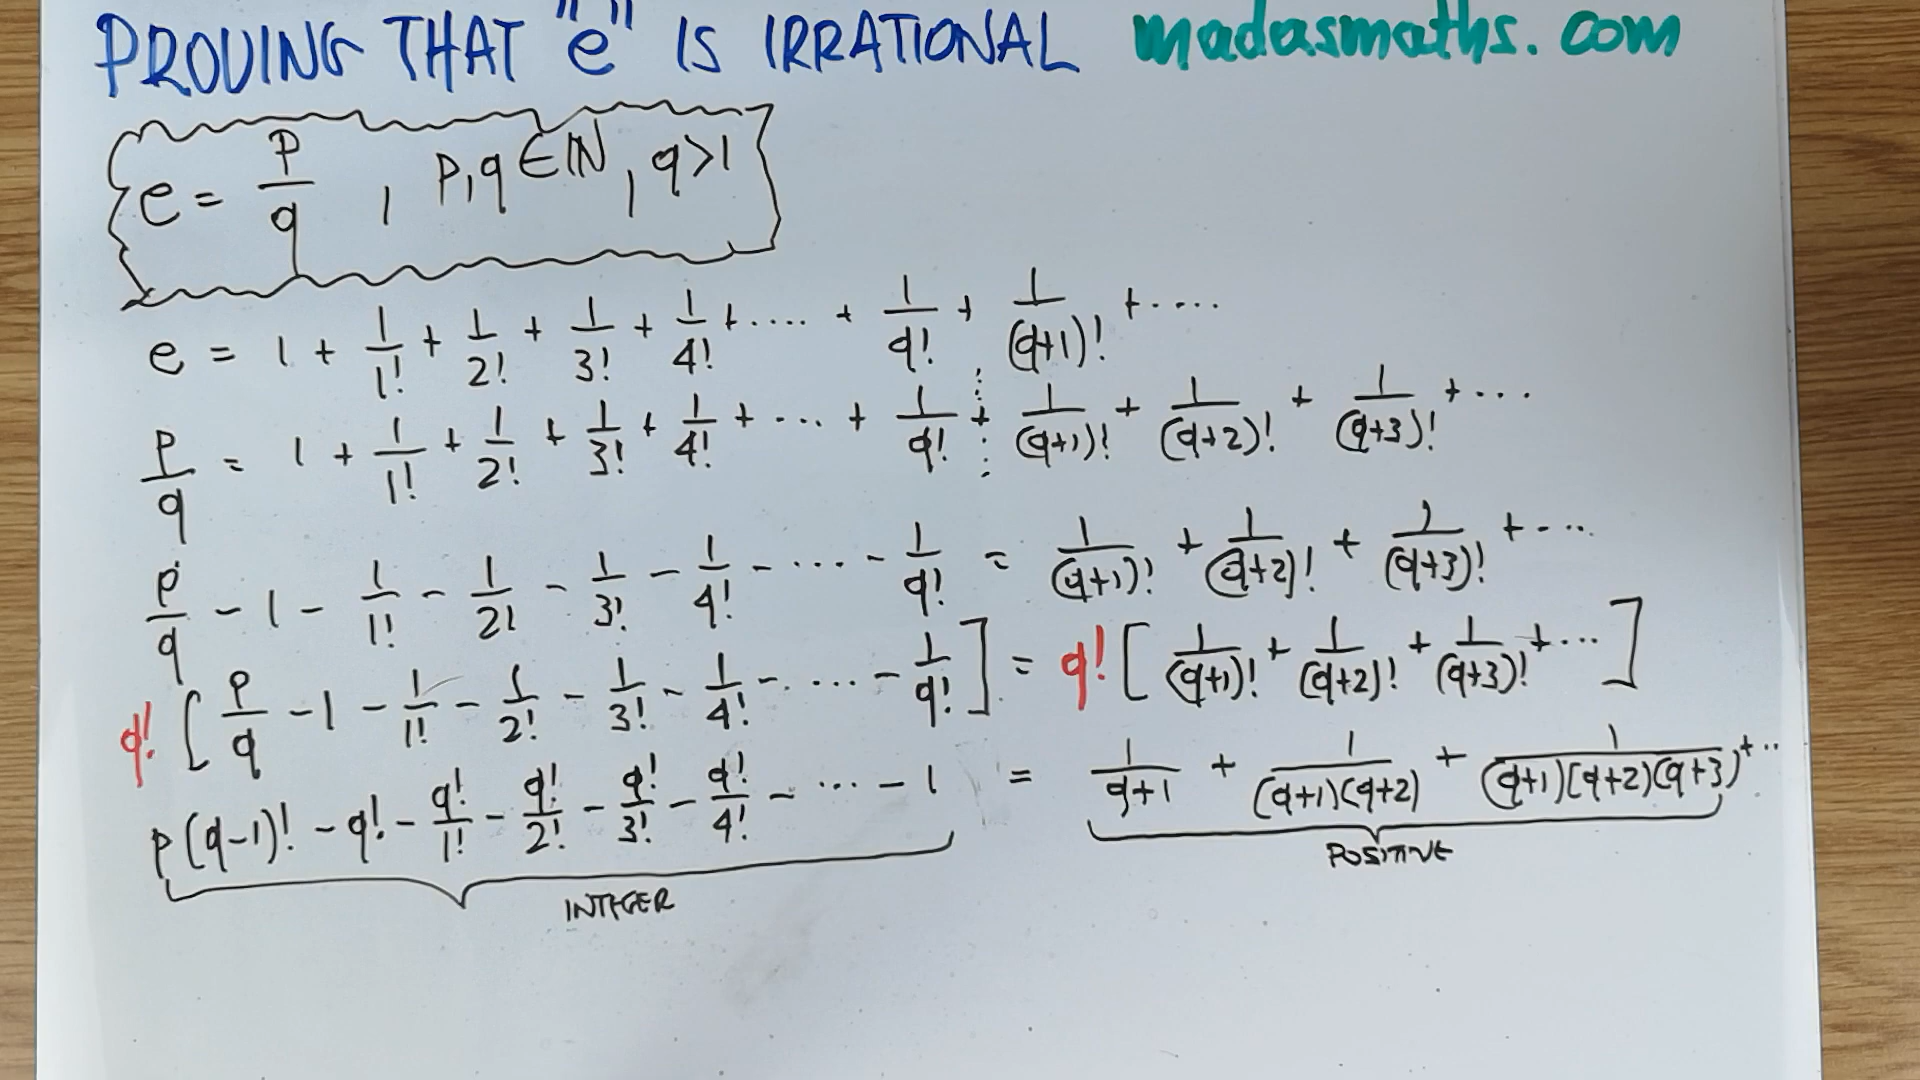 PROVING THAT "e" IS IRRATIONAL madasmaths.com
e = p/q , p,q ∈ ℕ, q>1
e = 1 + 1/1! + 1/2! + 1/3! + 1/4! + .... + 1/q! + 1/(q+1)! + ....
p/q = 1 + 1/1! + 1/2! + 1/3! + 1/4! + ... + 1/q! + 1/(q+1)! + 1/(q+2)! + 1/(q+3)! + ...
p/q - 1 - 1/1! - 1/2! - 1/3! - 1/4! - ... - 1/q! = 1/(q+1)! + 1/(q+2)! + 1/(q+3)! + ...
q! [ p/q - 1 - 1/1! - 1/2! - 1/3! - 1/4! - .... - 1/q! ] = q! [ 1/(q+1)! + 1/(q+2)! + 1/(q+3)! + ... ]
p(q-1)! - q! - q!/1! - q!/2! - q!/3! - q!/4! - ... - 1 = 1/(q+1) + 1/((q+1)(q+2)) + 1/((q+1)(q+2)(q+3)) + ..
INTEGER POSITIVE